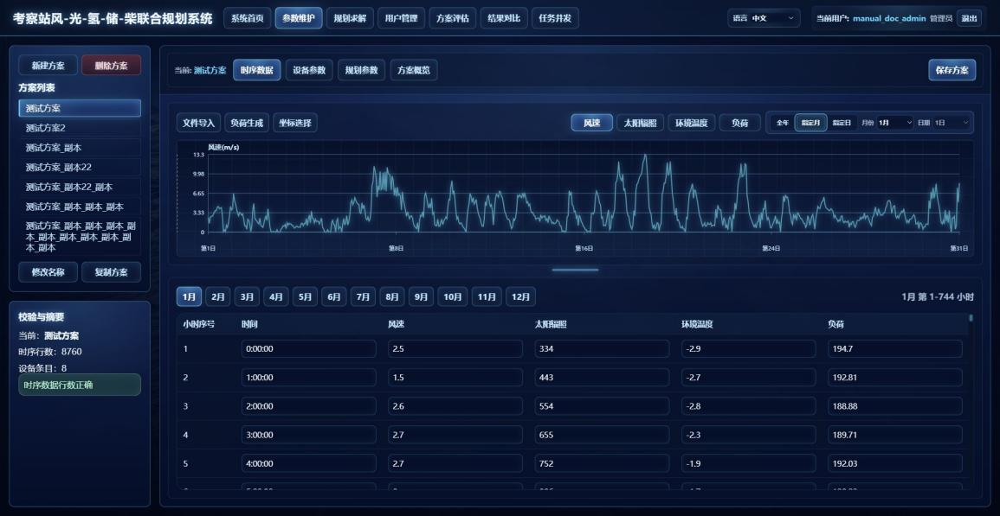 考察站风-光-氢-储-柴联合规划系统 系统首页 参数维护 规划求解 用户管理 方案评估 结果对比 任务并发 语言 中文 当前用户: manual_doc_admin 管理员 退出
新建方案 删除方案
方案列表
测试方案
测试方案2
测试方案_副本
测试方案_副本22
测试方案_副本22_副本
测试方案_副本_副本_副本
测试方案_副本_副本_副本_副
本_副本_副本_副本_副本_副
本_副本
修改名称 复制方案
校验与摘要
当前: 测试方案
时序行数: 8760
设备条目: 8
时序数据行数正确
当前: 测试方案 时序数据 设备参数 规划参数 方案概览 保存方案
文件导入 负荷生成 坐标选择 风速 太阳辐照 环境温度 负荷 全年 指定月 指定日 月份 1月 日期 1日
风速(m/s)
13.3
9.98
6.65
3.33
0
第1日 第8日 第16日 第24日 第31日
1月 2月 3月 4月 5月 6月 7月 8月 9月 10月 11月 12月 1月 第 1-744 小时
小时序号 时间 风速 太阳辐照 环境温度 负荷
1 0:00:00 2.5 334 -2.9 194.7
2 1:00:00 1.5 443 -2.7 192.81
3 2:00:00 2.6 554 -2.8 188.88
4 3:00:00 2.7 655 -2.3 189.71
5 4:00:00 2.7 752 -1.9 192.03